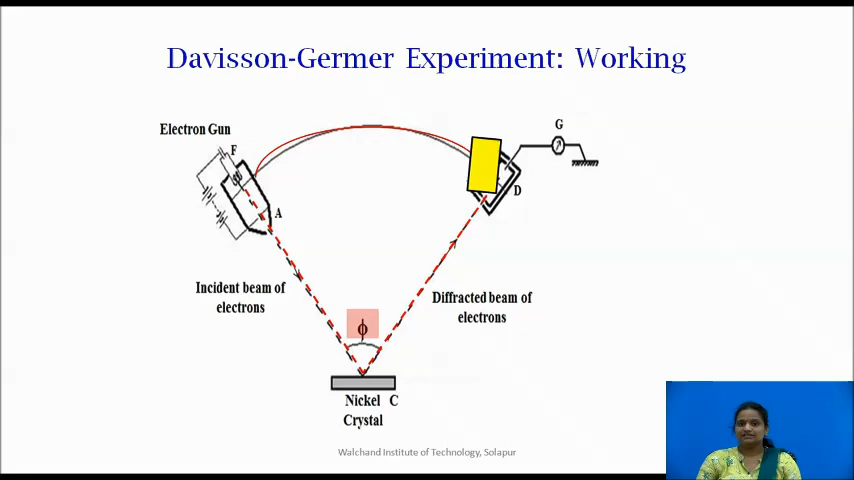 Davisson-Germer Experiment: Working
Electron Gun
F
G
D
A
Incident beam of
electrons
Diffracted beam of
electrons
ϕ
Nickel C
Crystal
Walchand Institute of Technology, Solapur